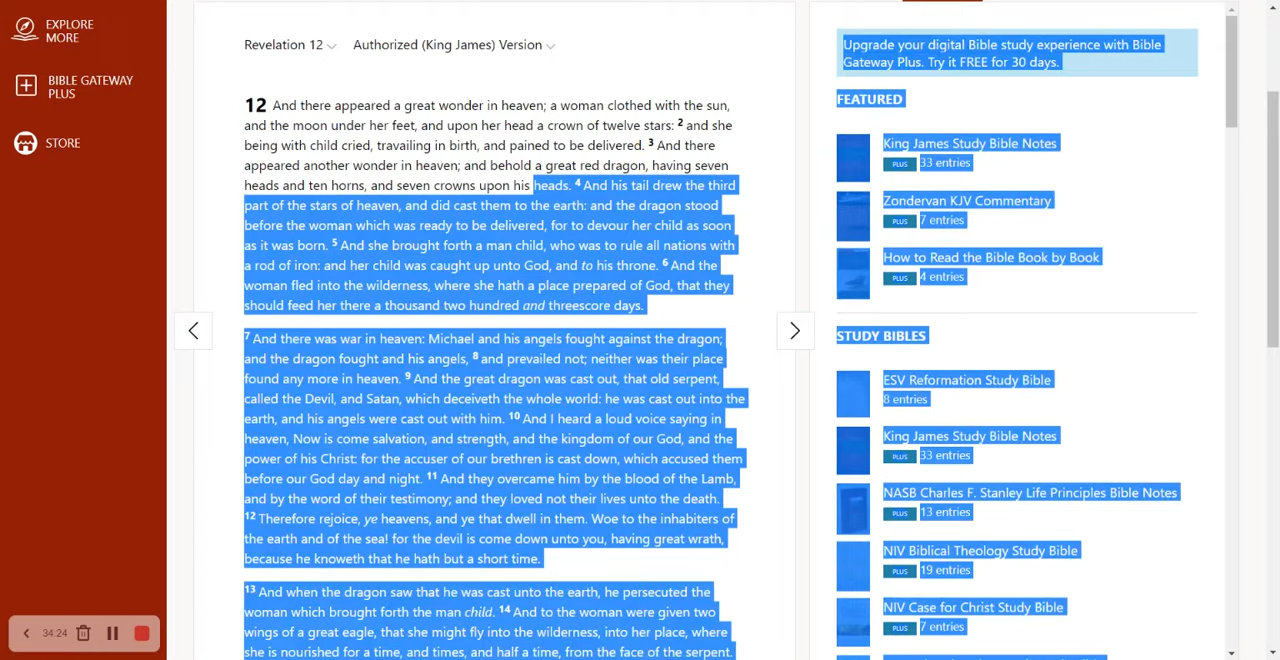 EXPLORE
MORE
BIBLE GATEWAY
PLUS
STORE
34:24
Revelation 12 Authorized (King James) Version
12 And there appeared a great wonder in heaven; a woman clothed with the sun,
and the moon under her feet, and upon her head a crown of twelve stars: 2 and she
being with child cried, travailing in birth, and pained to be delivered. 3 And there
appeared another wonder in heaven; and behold a great red dragon, having seven
heads and ten horns, and seven crowns upon his heads. 4 And his tail drew the third
part of the stars of heaven, and did cast them to the earth: and the dragon stood
before the woman which was ready to be delivered, for to devour her child as soon
as it was born. 5 And she brought forth a man child, who was to rule all nations with
a rod of iron: and her child was caught up unto God, and to his throne. 6 And the
woman fled into the wilderness, where she hath a place prepared of God, that they
should feed her there a thousand two hundred and threescore days.
7 And there was war in heaven: Michael and his angels fought against the dragon;
and the dragon fought and his angels, 8 and prevailed not; neither was their place
found any more in heaven. 9 And the great dragon was cast out, that old serpent,
called the Devil, and Satan, which deceiveth the whole world: he was cast out into the
earth, and his angels were cast out with him. 10 And I heard a loud voice saying in
heaven, Now is come salvation, and strength, and the kingdom of our God, and the
power of his Christ: for the accuser of our brethren is cast down, which accused them
before our God day and night. 11 And they overcame him by the blood of the Lamb,
and by the word of their testimony; and they loved not their lives unto the death.
12 Therefore rejoice, ye heavens, and ye that dwell in them. Woe to the inhabiters of
the earth and of the sea! for the devil is come down unto you, having great wrath,
because he knoweth that he hath but a short time.
13 And when the dragon saw that he was cast unto the earth, he persecuted the
woman which brought forth the man child. 14 And to the woman were given two
wings of a great eagle, that she might fly into the wilderness, into her place, where
she is nourished for a time, and times, and half a time, from the face of the serpent.
Upgrade your digital Bible study experience with Bible
Gateway Plus. Try it FREE for 30 days.
FEATURED
King James Study Bible Notes
PLUS 33 entries
Zondervan KJV Commentary
PLUS 7 entries
How to Read the Bible Book by Book
PLUS 4 entries
STUDY BIBLES
ESV Reformation Study Bible
8 entries
King James Study Bible Notes
PLUS 33 entries
NASB Charles F. Stanley Life Principles Bible Notes
PLUS 13 entries
NIV Biblical Theology Study Bible
PLUS 19 entries
NIV Case for Christ Study Bible
PLUS 7 entries